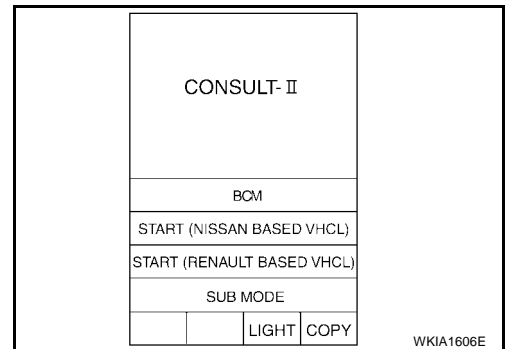 CONSULT-Ⅱ
BCM
START (NISSAN BASED VHCL)
START (RENAULT BASED VHCL)
SUB MODE
LIGHT COPY
WKIA1606E